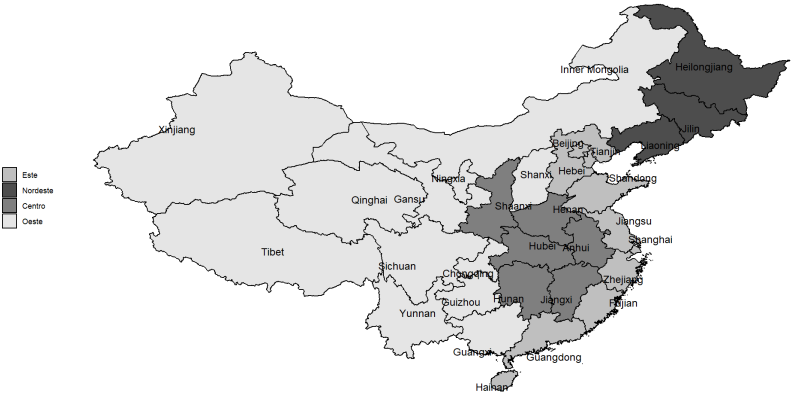 Este
Nordeste
Centro
Oeste
Heilongjiang
Inner Mongolia
Jilin
Xinjiang
Liaoning
Beijing
Tianjin
Hebei
Shanxi
Ningxia
Shandong
Qinghai
Gansu
Shaanxi
Henan
Jiangsu
Shanghai
Hubei
Anhui
Tibet
Sichuan
Chongqing
Zhejiang
Guizhou
Hunan
Jiangxi
Fujian
Yunnan
Guangxi
Guangdong
Hainan